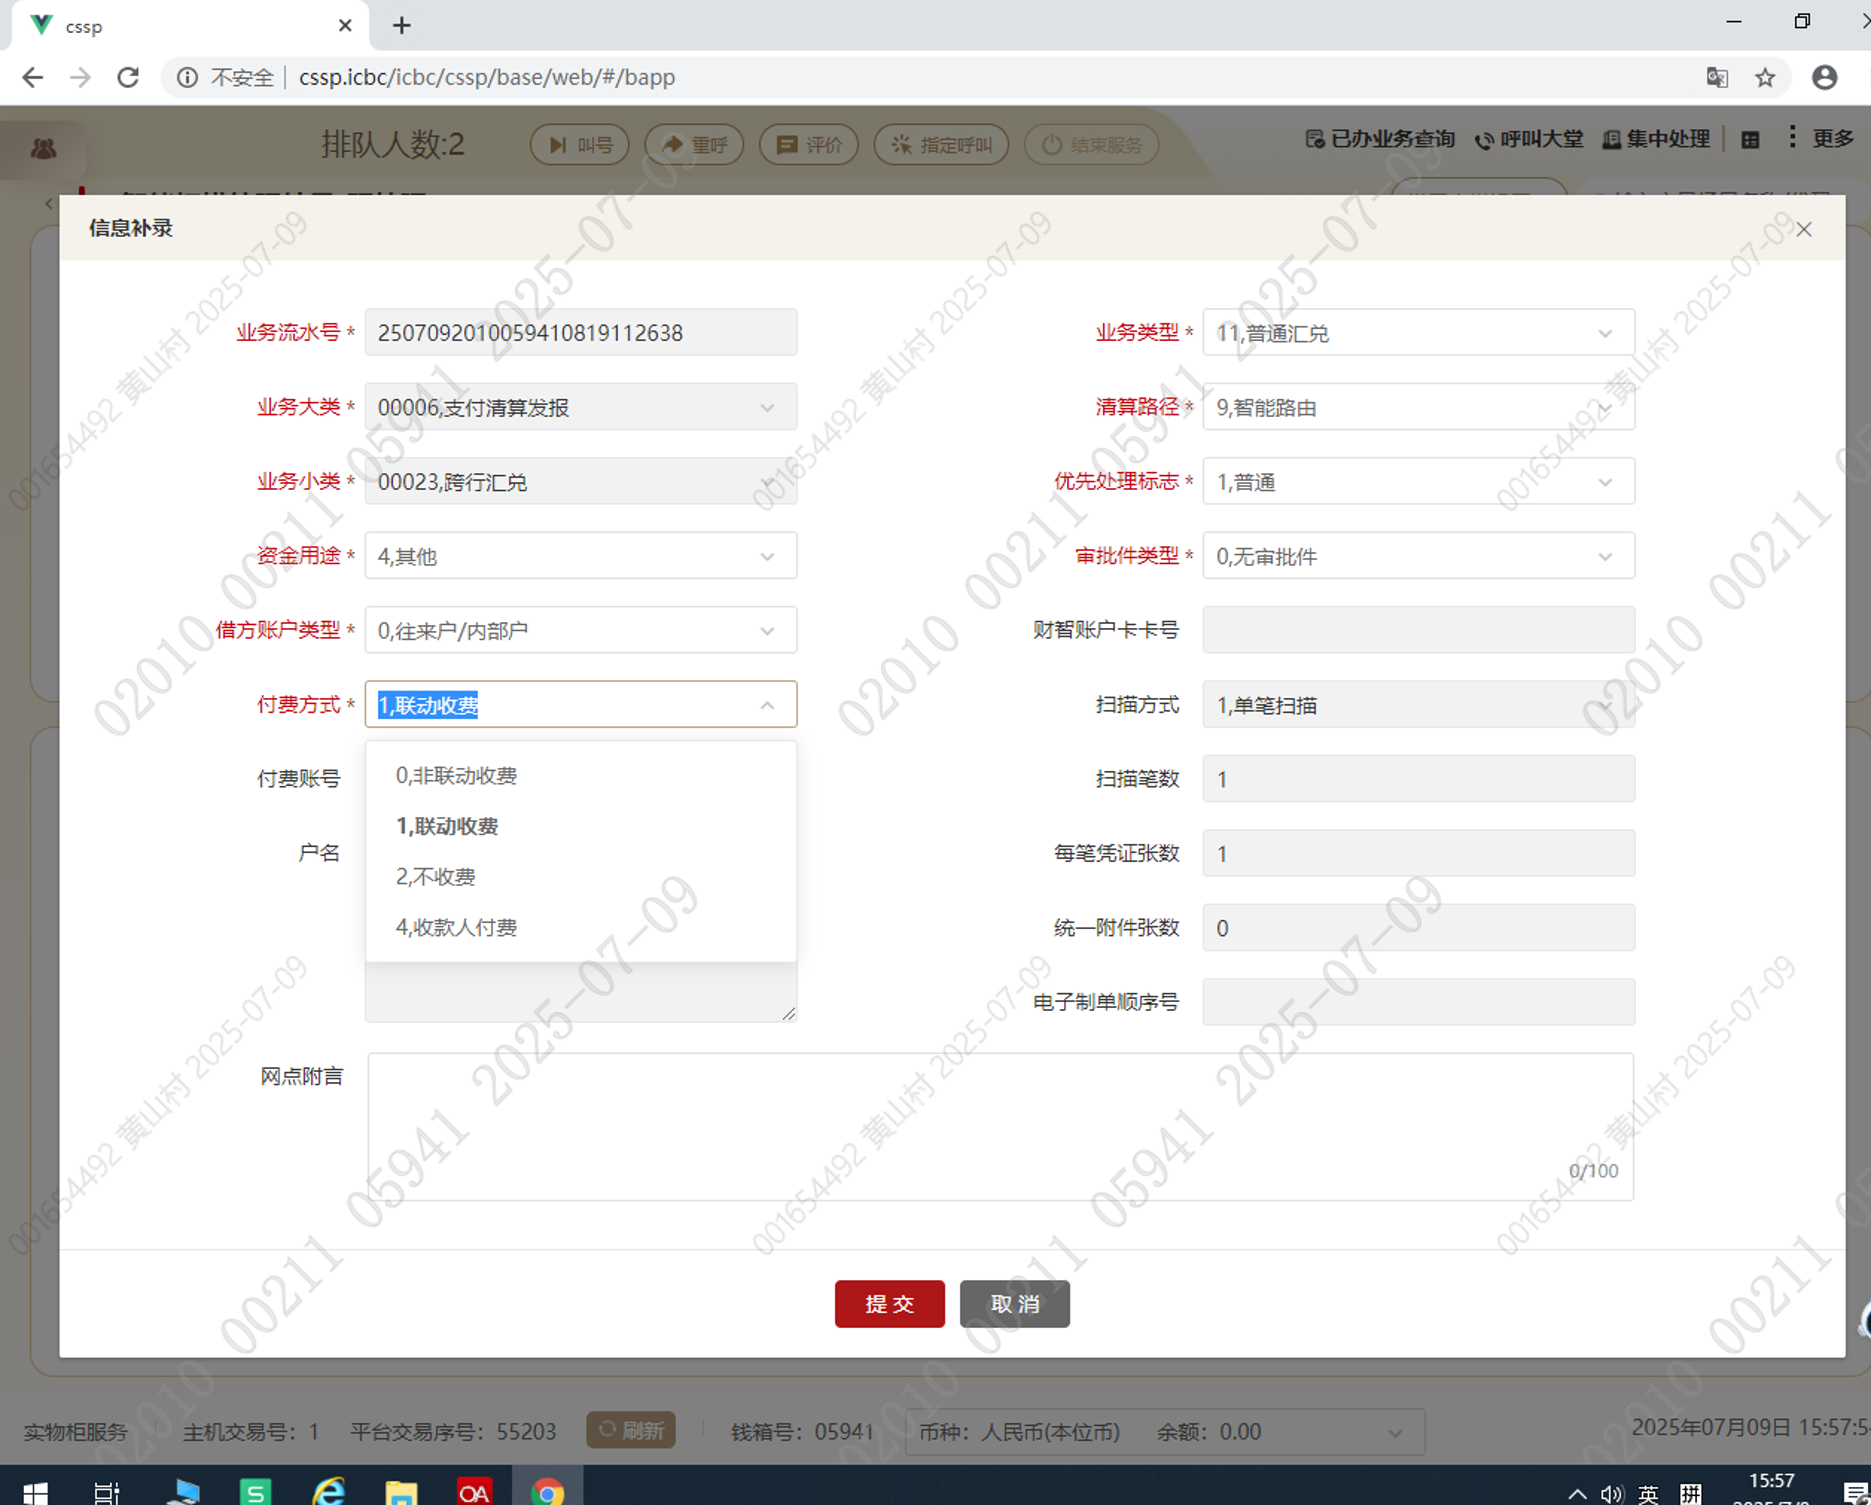 cssp
不安全 cssp.icbc/icbc/cssp/base/web/#/bapp
排队人数:2 叫号 重呼 评价 指定呼叫 结束服务 已办业务查询 呼叫大堂 集中处理 更多
信息补录
业务流水号 * 2507092010059410819112638 业务类型 * 11,普通汇兑
业务大类 * 00006,支付清算发报 清算路径 * 9,智能路由
业务小类 * 00023,跨行汇兑 优先处理标志 * 1,普通
资金用途 * 4,其他 审批件类型 * 0,无审批件
借方账户类型 * 0,往来户/内部户 财智账户卡卡号
付费方式 * 1,联动收费 扫描方式 1,单笔扫描
付费账号 0,非联动收费 扫描笔数 1
1,联动收费
户名 每笔凭证张数 1
2,不收费
4,收款人付费 统一附件张数 0
电子制单顺序号
网点附言
0/100
提交 取消
实物柜服务 主机交易号: 1 平台交易序号: 55203 刷新 钱箱号: 05941 币种: 人民币(本位币) 余额: 0.00 2025年07月09日 15:57:5
OA 英 拼 15:57
02010 00211 05941 2025-07-09
001654492 黄山村 2025-07-09